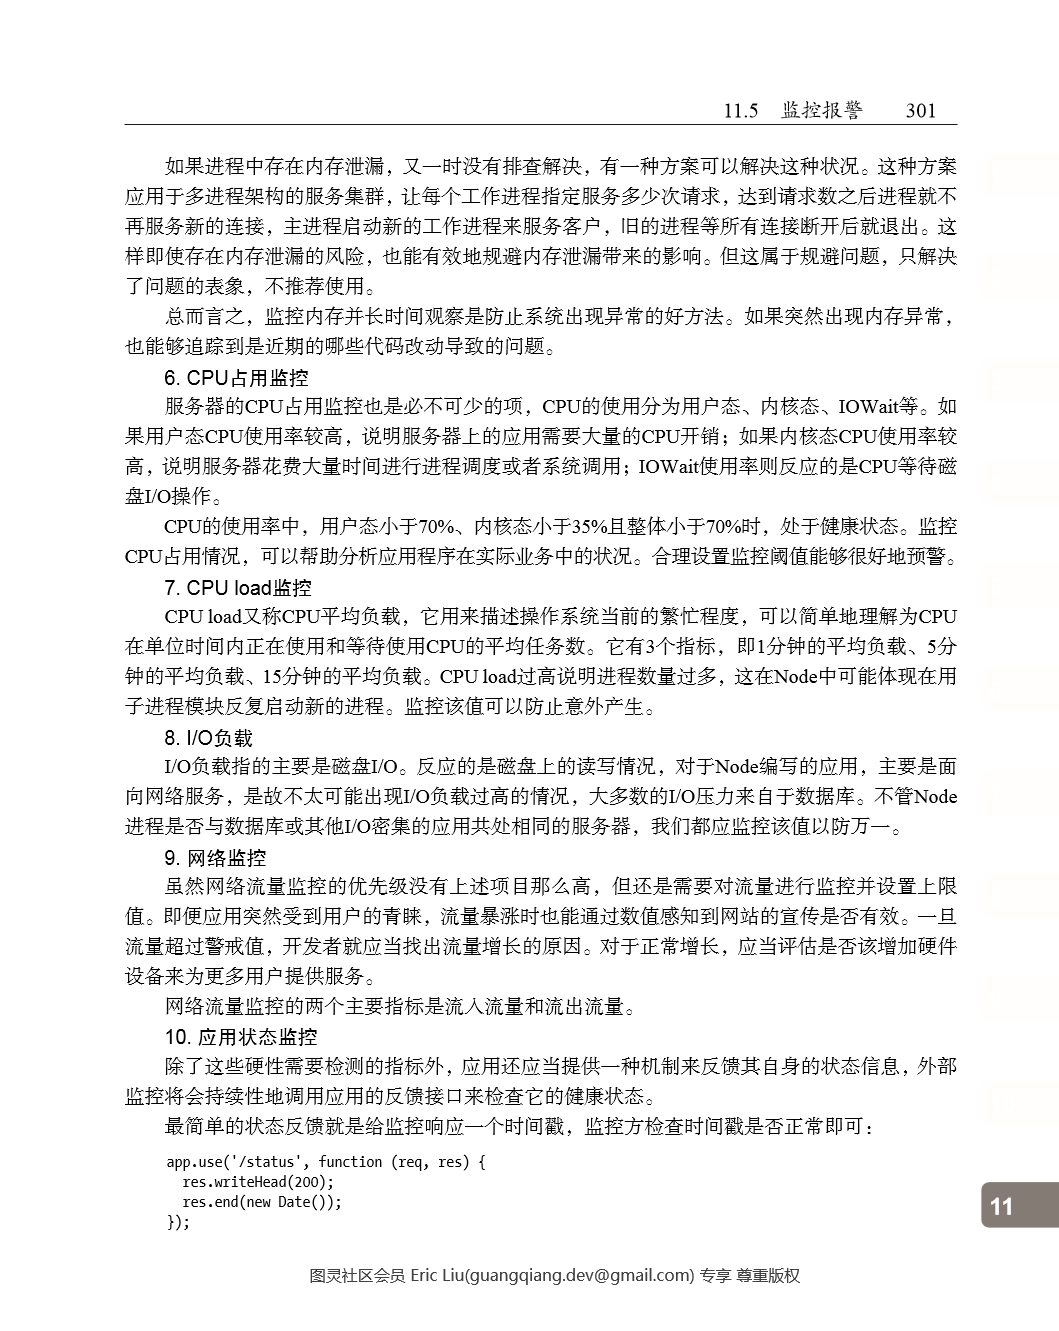 11.5 监控报警 301
如果进程中存在内存泄漏，又一时没有排查解决，有一种方案可以解决这种状况。这种方案
应用于多进程架构的服务集群，让每个工作进程指定服务多少次请求，达到请求数之后进程就不
再服务新的连接，主进程启动新的工作进程来服务客户，旧的进程等所有连接断开后就退出。这
样即使存在内存泄漏的风险，也能有效地规避内存泄漏带来的影响。但这属于规避问题，只解决
了问题的表象，不推荐使用。
总而言之，监控内存并长时间观察是防止系统出现异常的好方法。如果突然出现内存异常，
也能够追踪到是近期的哪些代码改动导致的问题。
6. CPU占用监控
服务器的CPU占用监控也是必不可少的项，CPU的使用分为用户态、内核态、IOWait等。如
果用户态CPU使用率较高，说明服务器上的应用需要大量的CPU开销；如果内核态CPU使用率较
高，说明服务器花费大量时间进行进程调度或者系统调用；IOWait使用率则反应的是CPU等待磁
盘I/O操作。
CPU的使用率中，用户态小于70%、内核态小于35%且整体小于70%时，处于健康状态。监控
CPU占用情况，可以帮助分析应用程序在实际业务中的状况。合理设置监控阈值能够很好地预警。
7. CPU load监控
CPU load又称CPU平均负载，它用来描述操作系统当前的繁忙程度，可以简单地理解为CPU
在单位时间内正在使用和等待使用CPU的平均任务数。它有3个指标，即1分钟的平均负载、5分
钟的平均负载、15分钟的平均负载。CPU load过高说明进程数量过多，这在Node中可能体现在用
子进程模块反复启动新的进程。监控该值可以防止意外产生。
8. I/O负载
I/O负载指的主要是磁盘I/O。反应的是磁盘上的读写情况，对于Node编写的应用，主要是面
向网络服务，是故不太可能出现I/O负载过高的情况，大多数的I/O压力来自于数据库。不管Node
进程是否与数据库或其他I/O密集的应用共处相同的服务器，我们都应监控该值以防万一。
9. 网络监控
虽然网络流量监控的优先级没有上述项目那么高，但还是需要对流量进行监控并设置上限
值。即便应用突然受到用户的青睐，流量暴涨时也能通过数值感知到网站的宣传是否有效。一旦
流量超过警戒值，开发者就应当找出流量增长的原因。对于正常增长，应当评估是否该增加硬件
设备来为更多用户提供服务。
网络流量监控的两个主要指标是流入流量和流出流量。
10. 应用状态监控
除了这些硬性需要检测的指标外，应用还应当提供一种机制来反馈其自身的状态信息，外部
监控将会持续性地调用应用的反馈接口来检查它的健康状态。
最简单的状态反馈就是给监控响应一个时间戳，监控方检查时间戳是否正常即可：
app.use('/status', function (req, res) {
  res.writeHead(200);
  res.end(new Date());
});
11
图灵社区会员 Eric Liu(guangqiang.dev@gmail.com) 专享 尊重版权